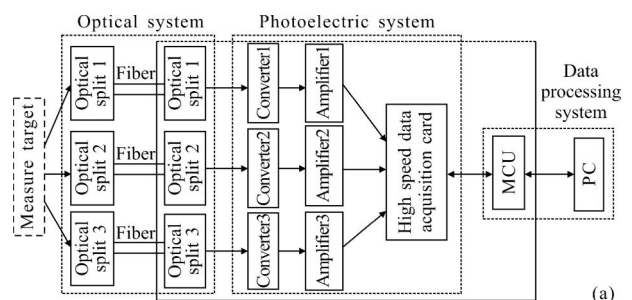 Optical system
Photoelectric system
Data
processing
system
Measure target
Optical
split 1
Fiber
Optical
split 1
Converter1
Amplifier1
Optical
split 2
Fiber
Optical
split 2
Converter2
Amplifier2
Optical
split 3
Fiber
Optical
split 3
Converter3
Amplifier3
High speed data
acquisition card
MCU
PC
(a)